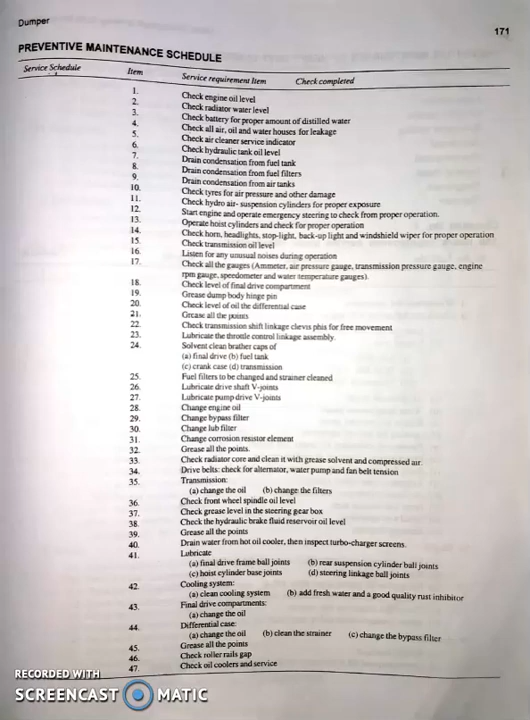 Dumper
171
PREVENTIVE MAINTENANCE SCHEDULE
Service Schedule Item Service requirement Item Check completed
1. Check engine oil level
2. Check radiator water level
3. Check battery for proper amount of distilled water
4. Check all air, oil and water houses for leakage
5. Check air cleaner service indicator
6. Check hydraulic tank oil level
7. Drain condensation from fuel tank
8. Drain condensation from fuel filters
9. Drain condensation from air tanks
10. Check tyres for air pressure and other damage
11. Check hydro air- suspension cylinders for proper exposure
12. Start engine and operate emergency steering to check from proper operation.
13. Operate hoist cylinders and check for proper operation
14. Check horn, headlights, stop-light, back-up light and windshield wiper for proper operation
15. Check transmission oil level
16. Listen for any unusual noises during operation
17. Check all the gauges (Ammeter, air pressure gauge, transmission pressure gauge, engine
rpm gauge, speedometer and water temperature gauges).
18. Check level of final drive compartment
19. Grease dump body hinge pin
20. Check level of oil the differential case
21. Grease all the points
22. Check transmission shift linkage clevis phis for free movement
23. Lubricate the throttle control linkage assembly.
24. Solvent clean brather caps of
(a) final drive (b) fuel tank
(c) crank case (d) transmission
25. Fuel filters to be changed and strainer cleaned
26. Lubricate drive shaft V-joints
27. Lubricate pump drive V-joints
28. Change engine oil
29. Change bypass filter
30. Change lub filter
31. Change corrosion resistor element
32. Grease all the points.
33. Check radiator core and clean it with grease solvent and compressed air.
34. Drive belts: check for alternator, water pump and fan belt tension
35. Transmission:
(a) change the oil (b) change the filters
36. Check front wheel spindle oil level
37. Check grease level in the steering gear box
38. Check the hydraulic brake fluid reservoir oil level
39. Grease all the points
40. Drain water from hot oil cooler, then inspect turbo-charger screens.
41. Lubricate
(a) final drive frame ball joints (b) rear suspension cylinder ball joints
(c) hoist cylinder base joints (d) steering linkage ball joints
42. Cooling system:
(a) clean cooling system (b) add fresh water and a good quality rust inhibitor
43. Final drive compartments:
(a) change the oil
44. Differential case:
(a) change the oil (b) clean the strainer (c) change the bypass filter
45. Grease all the points
46. Check roller rails gap
47. Check oil coolers and service
RECORDED WITH
SCREENCAST MATIC